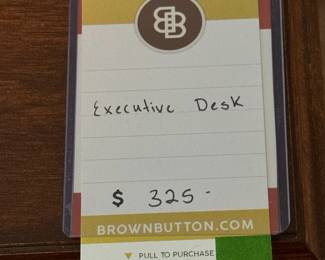 Executive Desk
$ 325-
BROWNBUTTON.COM
▼ PULL TO PURCHASE